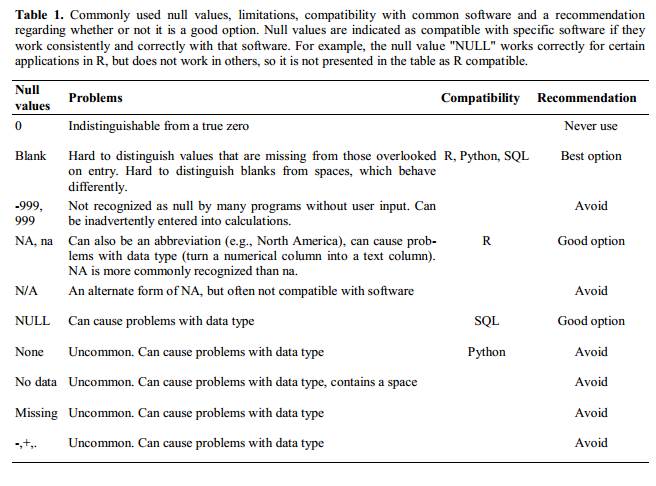 Table 1. Commonly used null values, limitations, compatibility with common software and a recommendation
regarding whether or not it is a good option. Null values are indicated as compatible with specific software if they
work consistently and correctly with that software. For example, the null value "NULL" works correctly for certain
applications in R, but does not work in others, so it is not presented in the table as R compatible.
Null
values Problems Compatibility Recommendation
0 Indistinguishable from a true zero Never use
Blank Hard to distinguish values that are missing from those overlooked R, Python, SQL Best option
on entry. Hard to distinguish blanks from spaces, which behave
differently.
-999, Not recognized as null by many programs without user input. Can Avoid
999 be inadvertently entered into calculations.
NA, na Can also be an abbreviation (e.g., North America), can cause prob- R Good option
lems with data type (turn a numerical column into a text column).
NA is more commonly recognized than na.
N/A An alternate form of NA, but often not compatible with software Avoid
NULL Can cause problems with data type SQL Good option
None Uncommon. Can cause problems with data type Python Avoid
No data Uncommon. Can cause problems with data type, contains a space Avoid
Missing Uncommon. Can cause problems with data type Avoid
-,+,. Uncommon. Can cause problems with data type Avoid